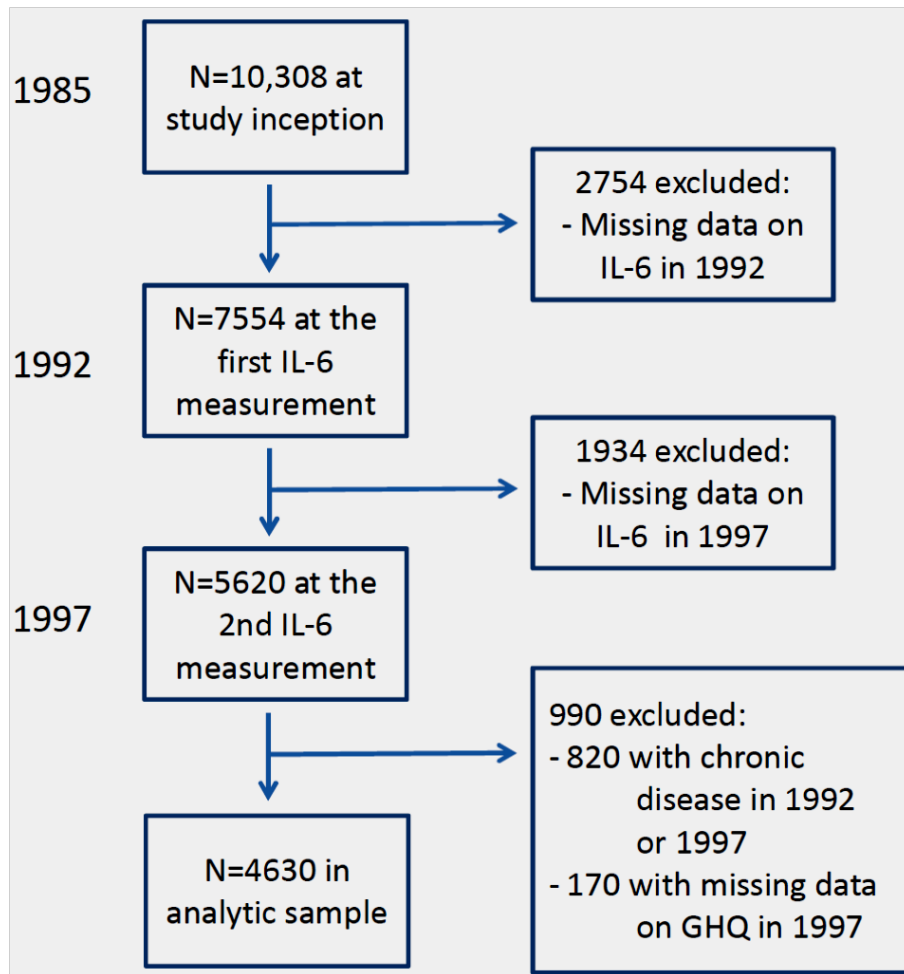 1985
N=10,308 at
study inception
2754 excluded:
- Missing data on
IL-6 in 1992
1992
N=7554 at the
first IL-6
measurement
1934 excluded:
- Missing data on
IL-6 in 1997
1997
N=5620 at the
2nd IL-6
measurement
990 excluded:
- 820 with chronic
disease in 1992
or 1997
- 170 with missing data
on GHQ in 1997
N=4630 in
analytic sample